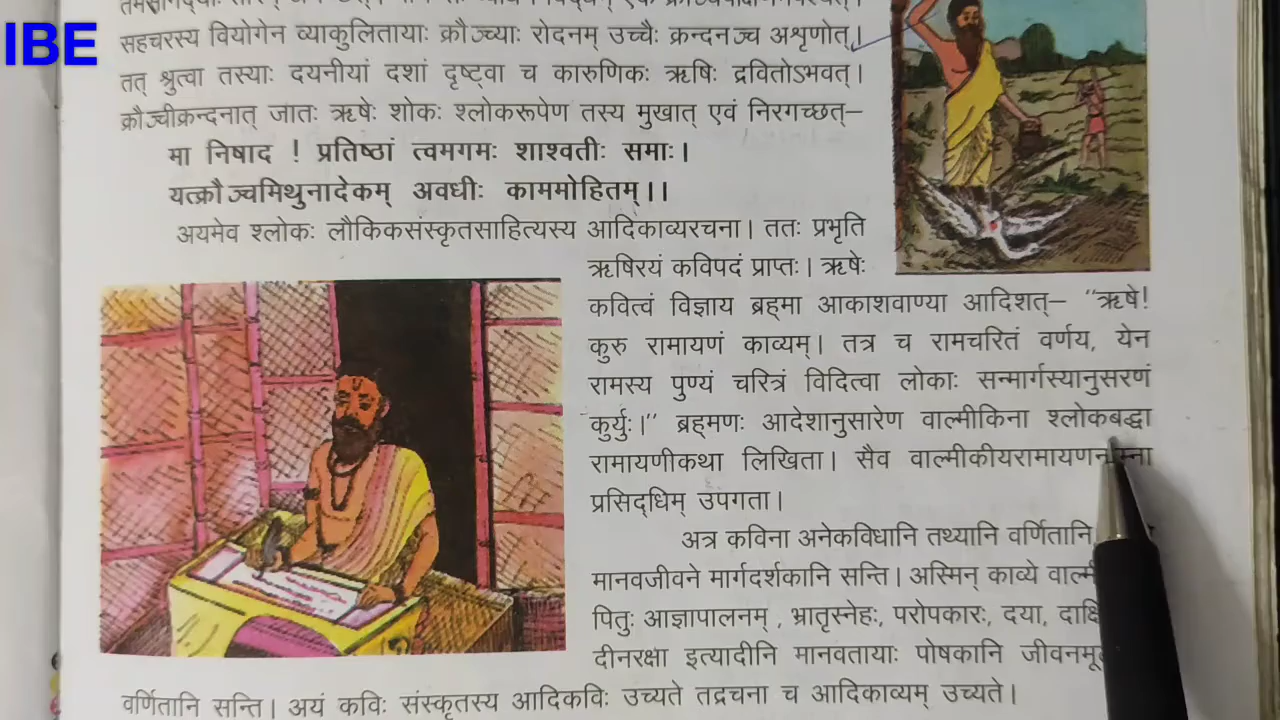 IBE
सहचरस्य वियोगेन व्याकुलितायाः क्रौञ्च्याः रोदनम् उच्चैः क्रन्दनञ्च अशृणोत्।
तत् श्रुत्वा तस्याः दयनीयां दशां दृष्ट्वा च कारुणिकः ऋषिः द्रवितोऽभवत्।
क्रौञ्चीक्रन्दनात् जातः ऋषेः शोकः श्लोकरूपेण तस्य मुखात् एवं निरगच्छत्–
मा निषाद ! प्रतिष्ठां त्वमगमः शाश्वतीः समाः।
यत्क्रौञ्चमिथुनादेकम् अवधीः काममोहितम्।।
अयमेव श्लोकः लौकिकसंस्कृतसाहित्यस्य आदिकाव्यरचना। ततः प्रभृति
ऋषिरयं कविपदं प्राप्तः। ऋषेः
कवित्वं विज्ञाय ब्रह्मा आकाशवाण्या आदिशत्– "ऋषे!
कुरु रामायणं काव्यम्। तत्र च रामचरितं वर्णय, येन
रामस्य पुण्यं चरित्रं विदित्वा लोकाः सन्मार्गस्यानुसरणं
कुर्युः।" ब्रह्मणः आदेशानुसारेण वाल्मीकिना श्लोकबद्धा
रामायणीकथा लिखिता। सैव वाल्मीकीयरामायणनाम्ना
प्रसिद्धिम् उपगता।
अत्र कविना अनेकविधानि तथ्यानि वर्णितानि
मानवजीवने मार्गदर्शकानि सन्ति। अस्मिन् काव्ये
पितुः आज्ञापालनम्, भ्रातृस्नेहः, परोपकारः, दया,
दीनरक्षा इत्यादीनि मानवतायाः पोषकानि
वर्णितानि सन्ति। अयं कविः संस्कृतस्य आदिकविः उच्यते तद्रचना च आदिकाव्यम् उच्यते।